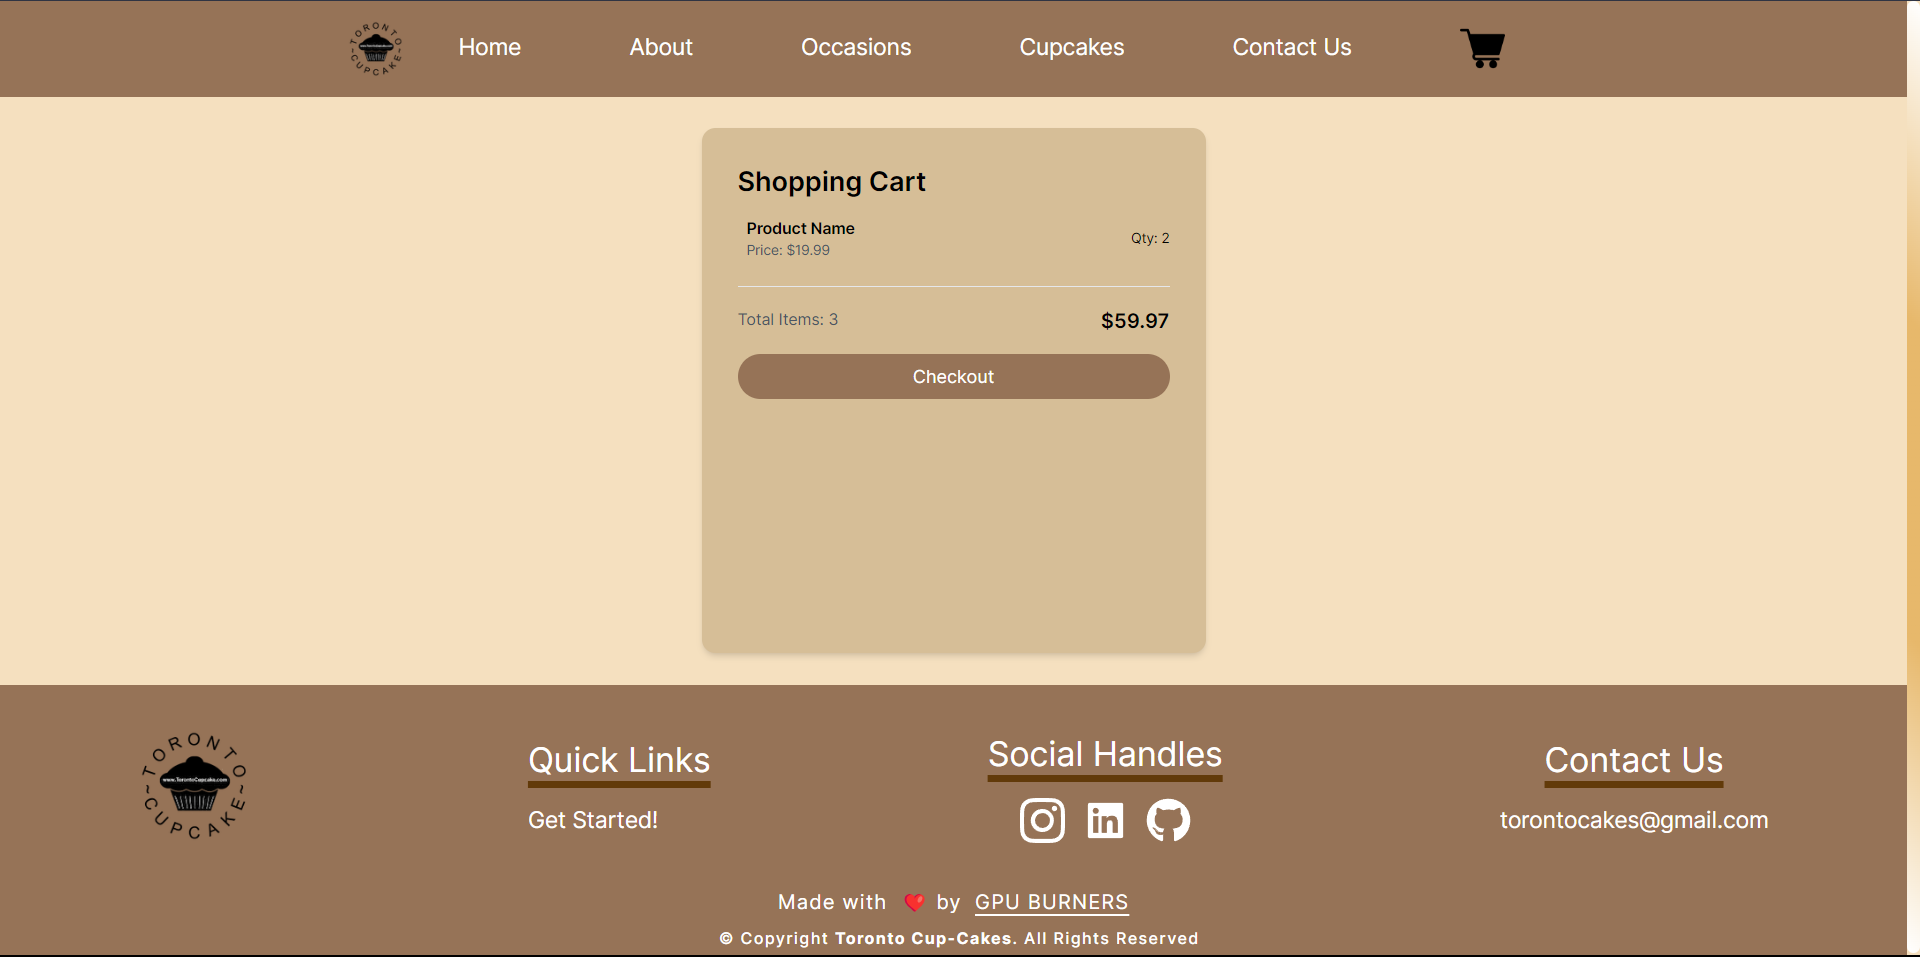 TORONTO CUPCAKE
Home
About
Occasions
Cupcakes
Contact Us
Shopping Cart
Product Name
Price: $19.99
Qty: 2
Total Items: 3
$59.97
Checkout
~TORONTO~
www.TorontoCupcake.com
CUPCAKE
Quick Links
Get Started!
Social Handles
in
Contact Us
torontocakes@gmail.com
Made with ❤️ by GPU BURNERS
© Copyright Toronto Cup-Cakes. All Rights Reserved